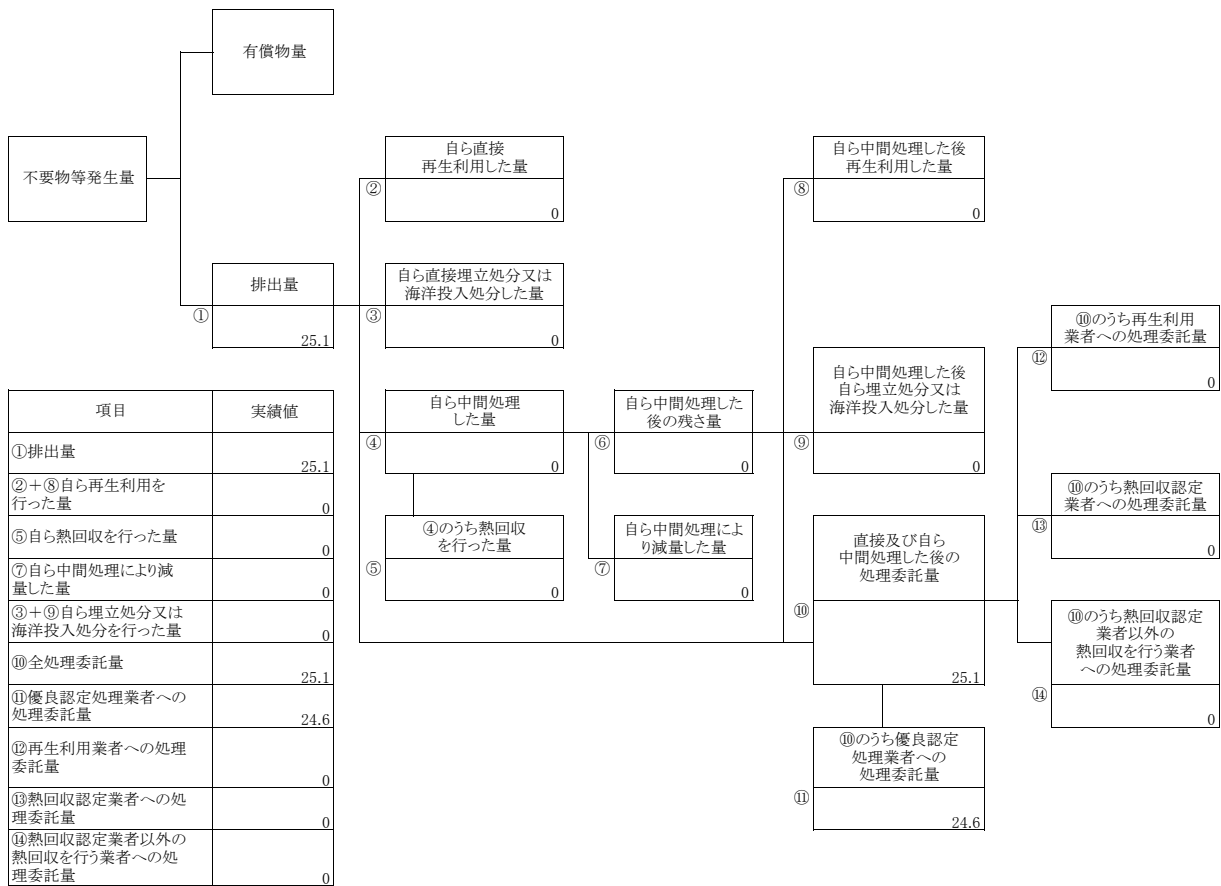 有償物量
不要物等発生量
排出量
①
25.1
自ら直接
再生利用した量
②
0
自ら直接埋立処分又は
海洋投入処分した量
③
0
自ら中間処理
した量
④
0
④のうち熱回収
を行った量
⑤
0
自ら中間処理した
後の残さ量
⑥
0
自ら中間処理によ
り減量した量
⑦
0
自ら中間処理した後
再生利用した量
⑧
0
自ら中間処理した後
自ら埋立処分又は
海洋投入処分した量
⑨
0
直接及び自ら
中間処理した後の
処理委託量
⑩
25.1
⑩のうち優良認定
処理業者への
処理委託量
⑪
24.6
⑩のうち再生利用
業者への処理委託量
⑫
0
⑩のうち熱回収認定
業者への処理委託量
⑬
0
⑩のうち熱回収認定
業者以外の
熱回収を行う業者
への処理委託量
⑭
0
項目 実績値
①排出量 25.1
②＋⑧自ら再生利用を
行った量 0
⑤自ら熱回収を行った量 0
⑦自ら中間処理により減
量した量 0
③＋⑨自ら埋立処分又は
海洋投入処分を行った量 0
⑩全処理委託量 25.1
⑪優良認定処理業者への
処理委託量 24.6
⑫再生利用業者への処理
委託量 0
⑬熱回収認定業者への処
理委託量 0
⑭熱回収認定業者以外の
熱回収を行う業者への処
理委託量 0